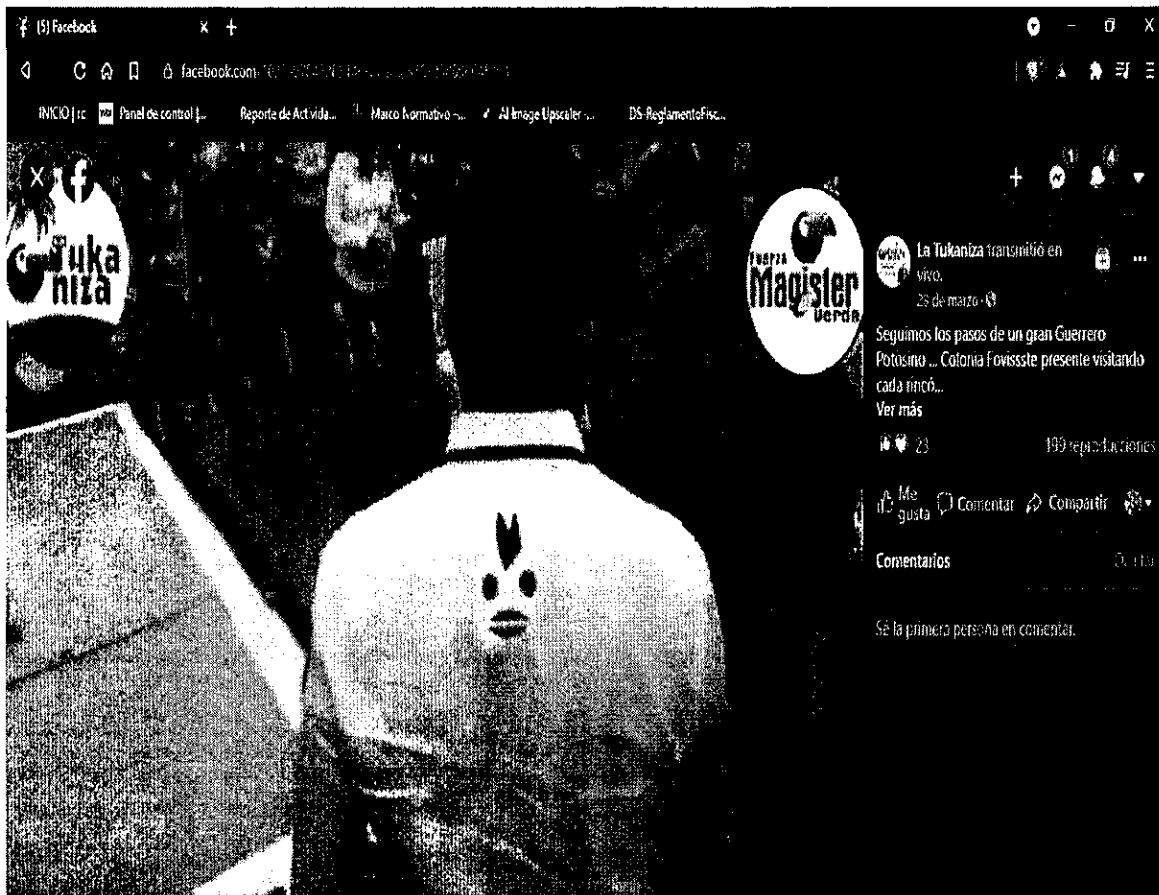 (5) Facebook
facebook.com
INICIO | rc
Panel de control |...
Reporte de Activida...
Marco Normativo -...
AI Image Upscaler -...
DS-ReglamentoFisc...
Tuka
niza
Fuerza
Magister
Verde
1
4
La Tukaniza transmitió en
vivo.
29 de marzo
Seguimos los pasos de un gran Guerrero
Potosino ... Colonia Fovissste presente visitando
cada rincó...
Ver más
23
199 reproducciones
Me
gusta
Comentar
Compartir
Comentarios
Sé la primera persona en comentar.